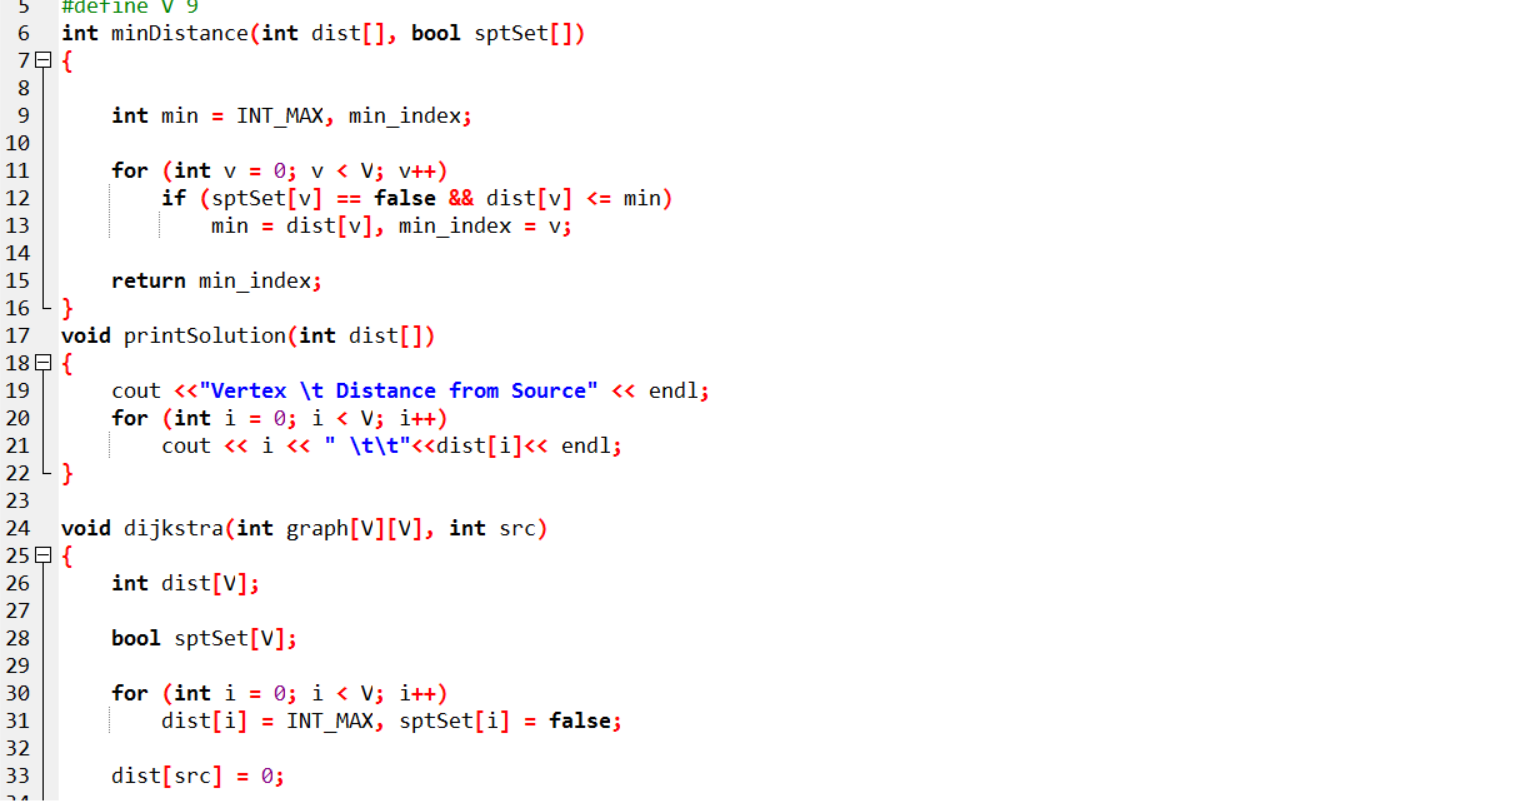 5 #define V 9
6 int minDistance(int dist[], bool sptSet[])
7 {
8
9 int min = INT_MAX, min_index;
10
11 for (int v = 0; v < V; v++)
12 if (sptSet[v] == false && dist[v] <= min)
13 min = dist[v], min_index = v;
14
15 return min_index;
16 }
17 void printSolution(int dist[])
18 {
19 cout <<"Vertex \t Distance from Source" << endl;
20 for (int i = 0; i < V; i++)
21 cout << i << " \t\t"<<dist[i]<< endl;
22 }
23
24 void dijkstra(int graph[V][V], int src)
25 {
26 int dist[V];
27
28 bool sptSet[V];
29
30 for (int i = 0; i < V; i++)
31 dist[i] = INT_MAX, sptSet[i] = false;
32
33 dist[src] = 0;